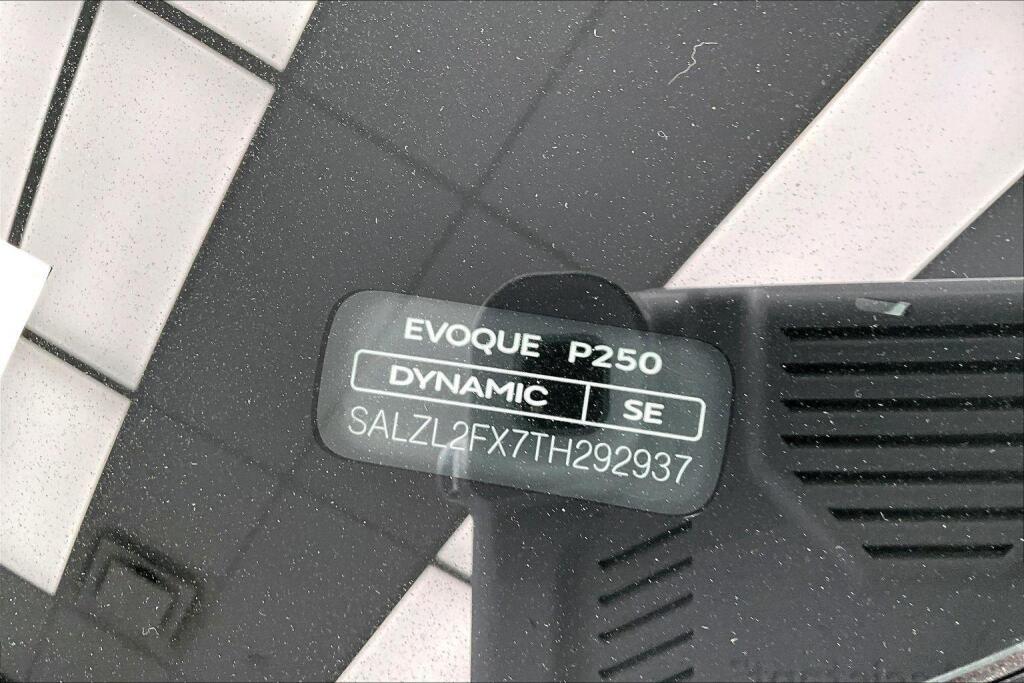 EVOQUE P250
DYNAMIC SE
SALZL2FX7TH292937